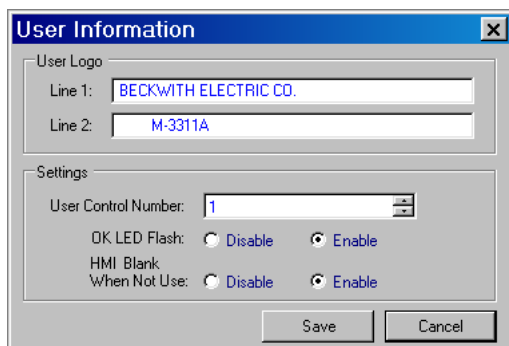 User Information
User Logo
Line 1: BECKWITH ELECTRIC CO.
Line 2: M-3311A
Settings
User Control Number: 1
OK LED Flash: Disable Enable
HMI Blank
When Not Use: Disable Enable
Save Cancel